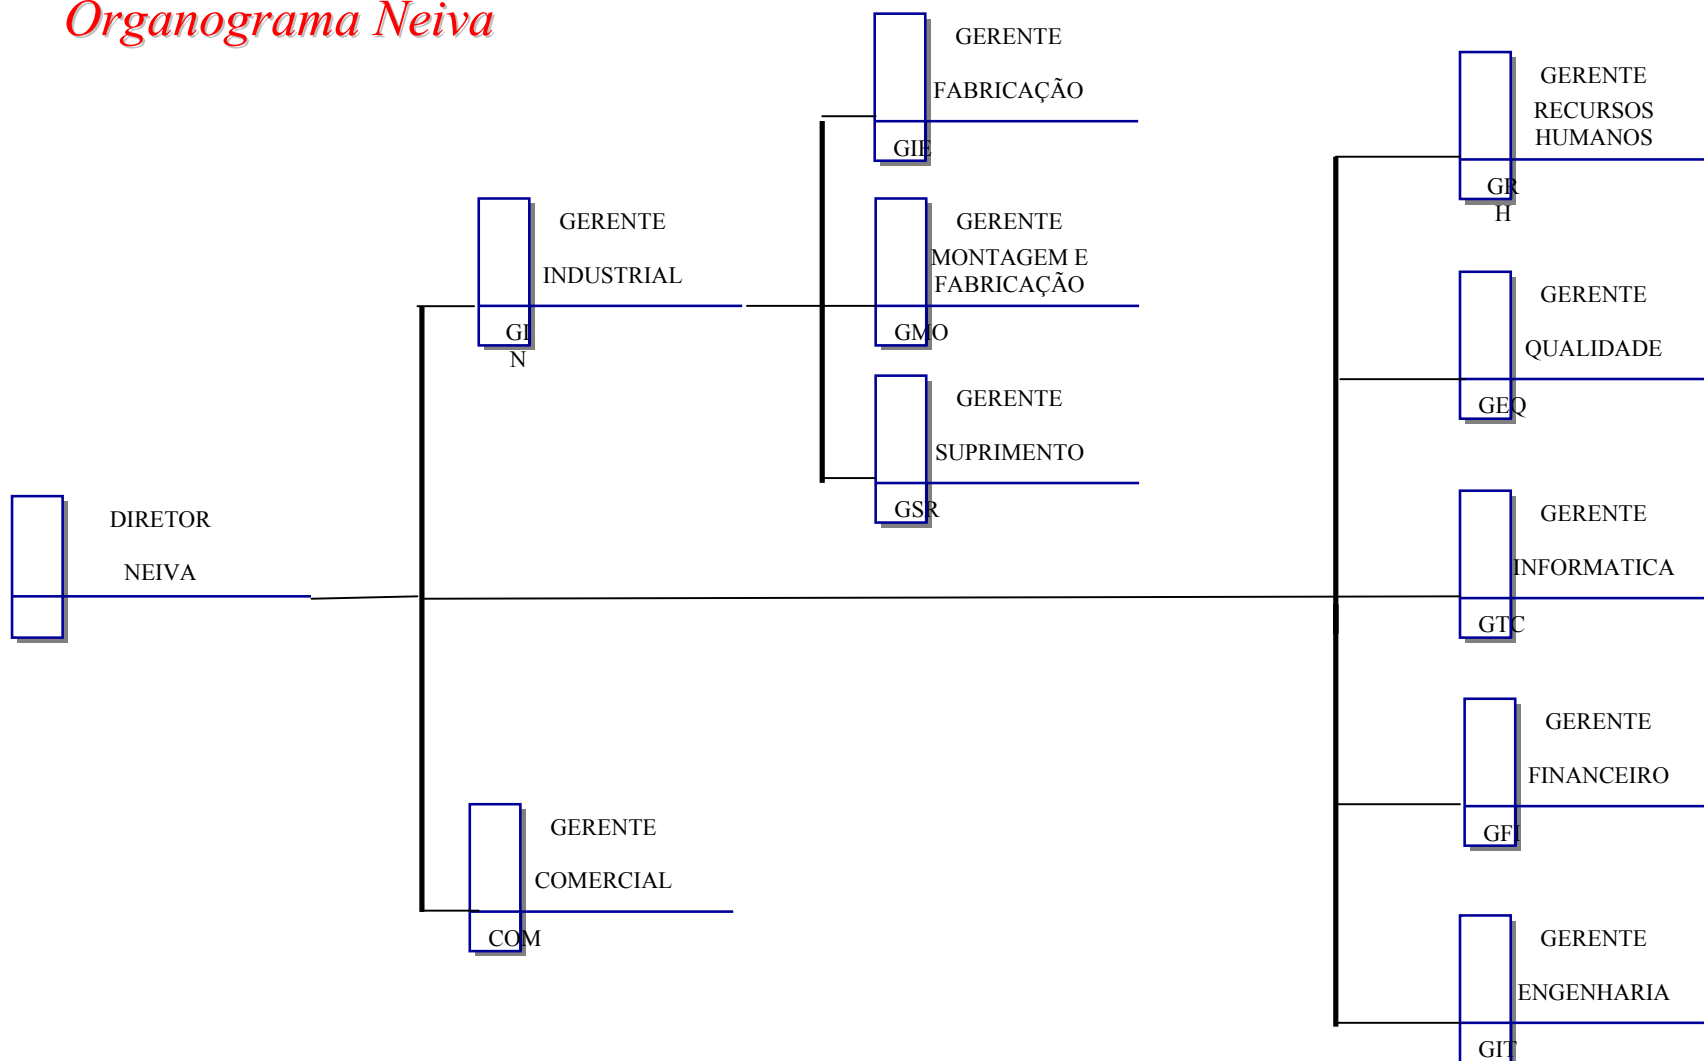 Organograma Neiva
GERENTE
FABRICAÇÃO
GIE
GERENTE
INDUSTRIAL
GI
N
GERENTE
MONTAGEM E
FABRICAÇÃO
GMO
GERENTE
SUPRIMENTO
GSR
DIRETOR
NEIVA
GERENTE
COMERCIAL
COM
GERENTE
RECURSOS
HUMANOS
GR
H
GERENTE
QUALIDADE
GEQ
GERENTE
INFORMATICA
GTC
GERENTE
FINANCEIRO
GFI
GERENTE
ENGENHARIA
GIT